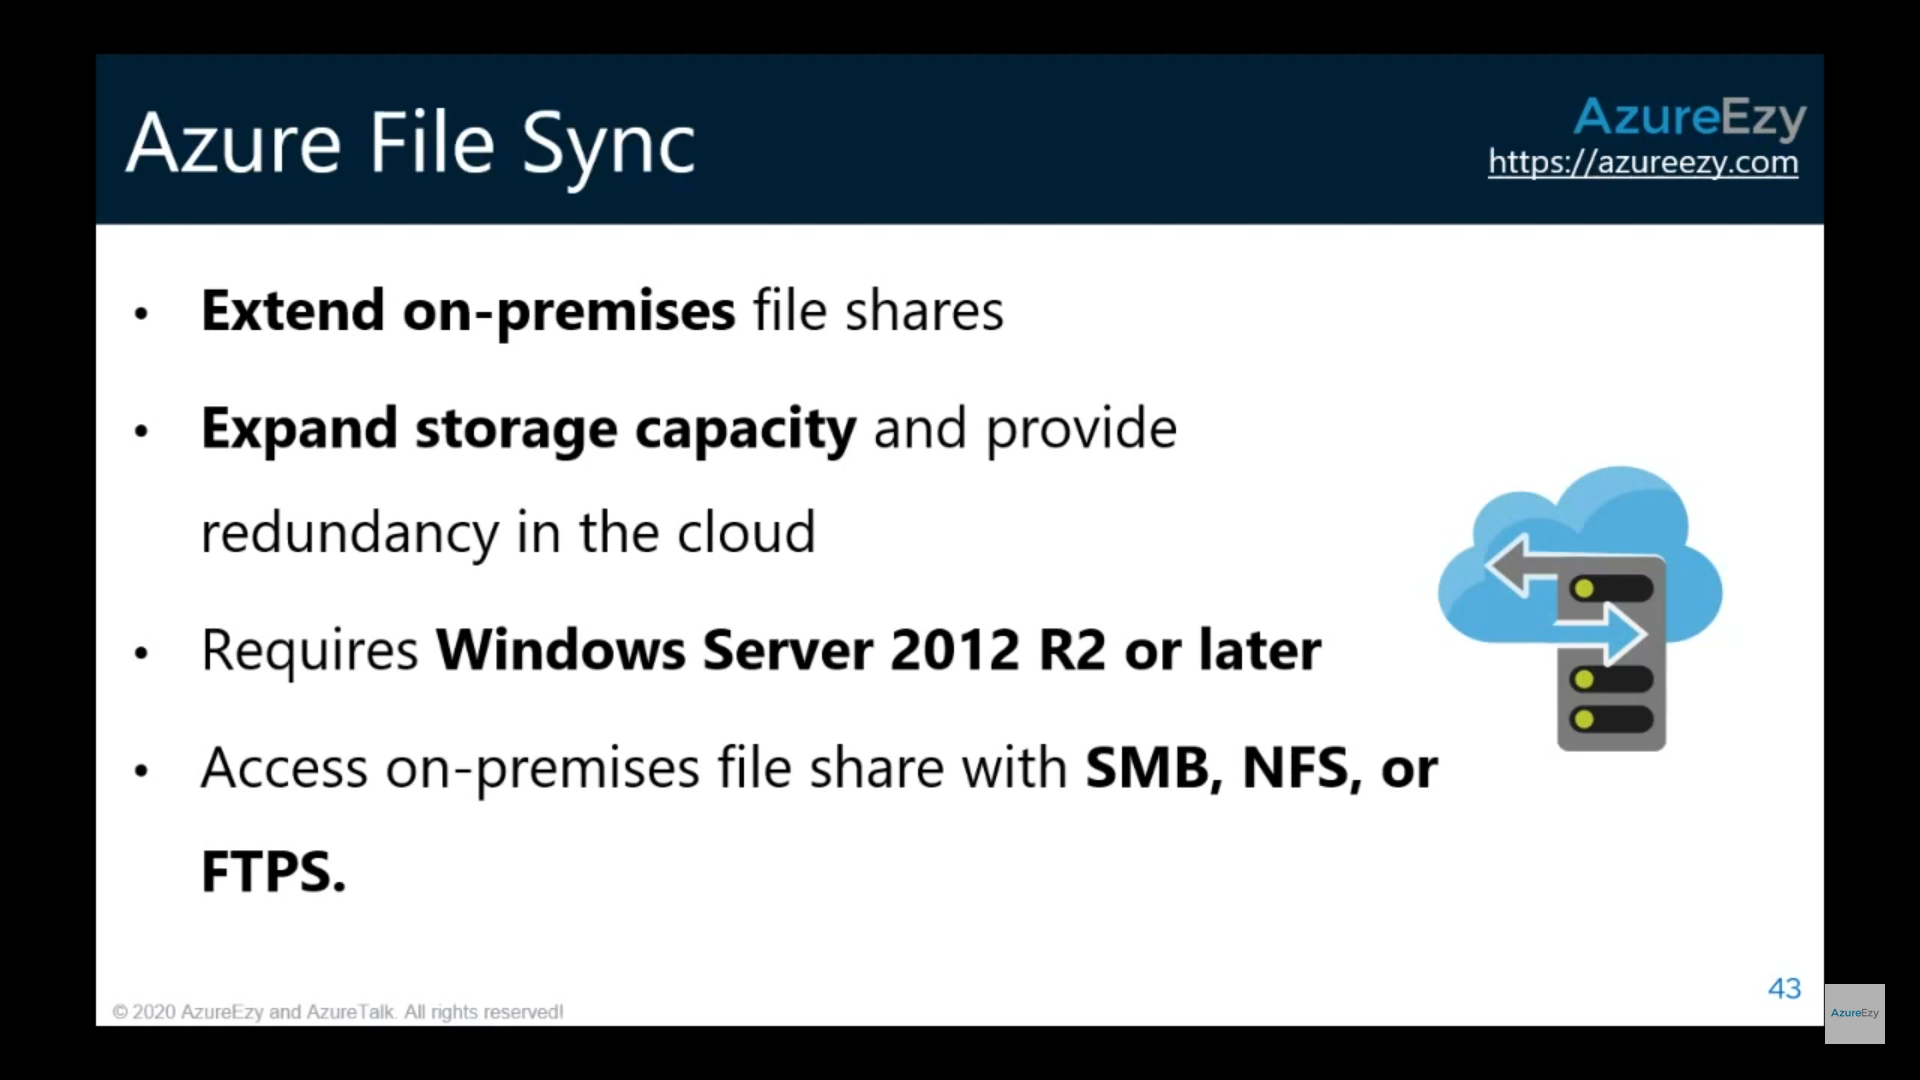 Azure File Sync
AzureEzy
https://azureezy.com
• Extend on-premises file shares
• Expand storage capacity and provide
redundancy in the cloud
• Requires Windows Server 2012 R2 or later
• Access on-premises file share with SMB, NFS, or
FTPS.
43
© 2020 AzureEzy and AzureTalk. All rights reserved!
AzureEzy